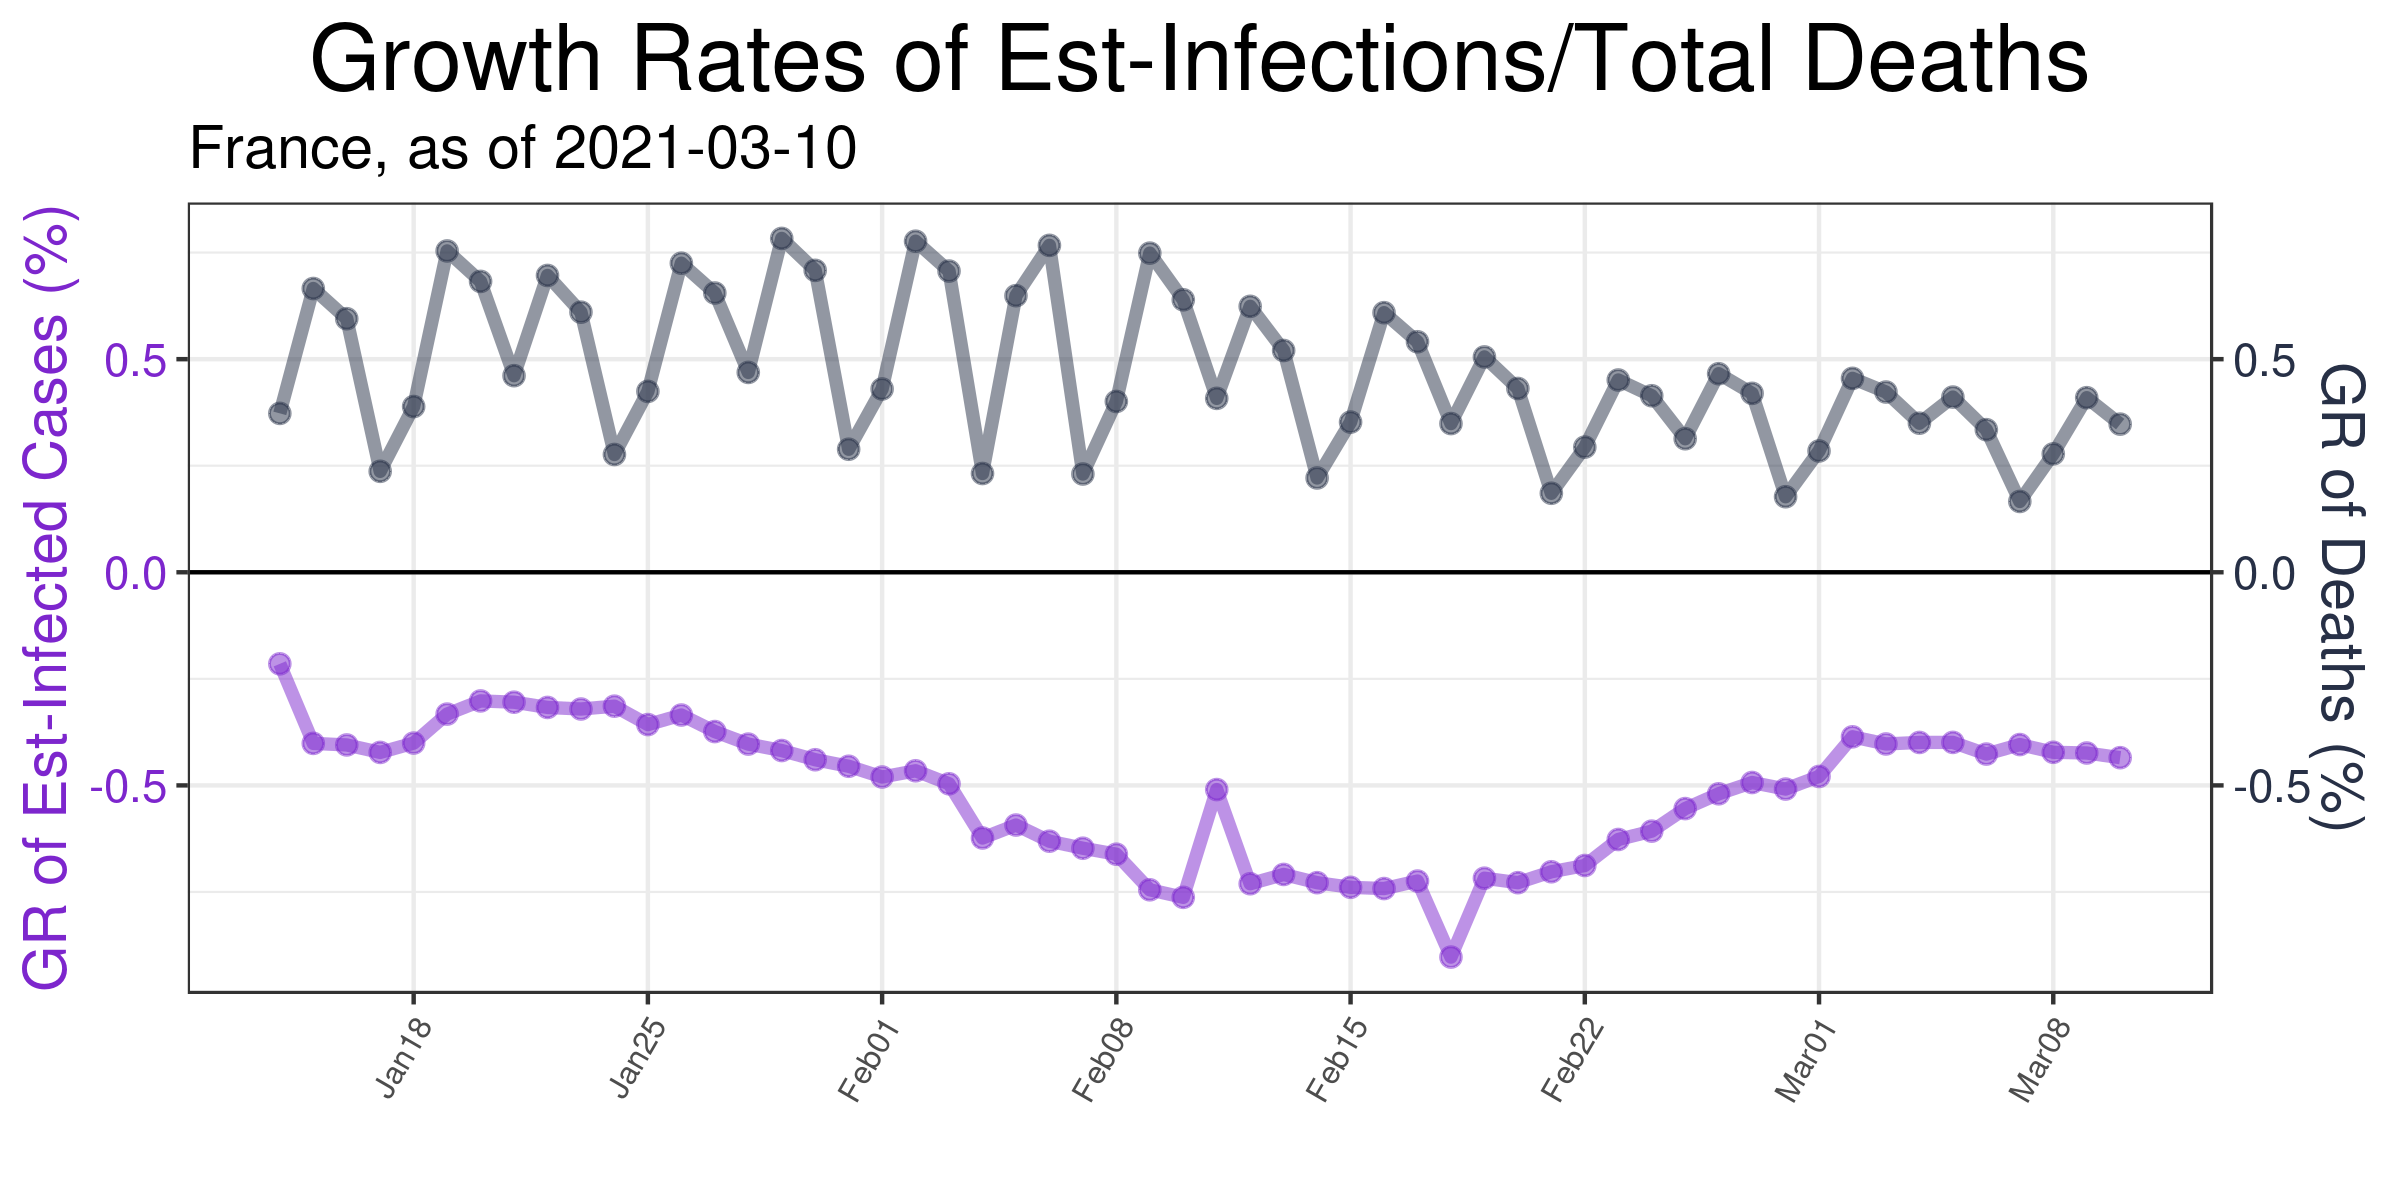 Growth Rates of Est-Infections/Total Deaths
France, as of 2021-03-10
GR of Est-Infected Cases (%)
0.5
0.0
-0.5
0.5
0.0
-0.5
GR of Deaths (%)
Jan18
Jan25
Feb01
Feb08
Feb15
Feb22
Mar01
Mar08